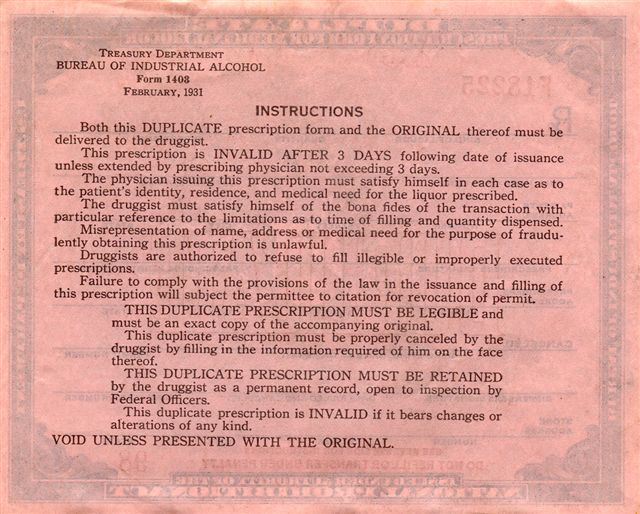 TREASURY DEPARTMENT
BUREAU OF INDUSTRIAL ALCOHOL
Form 1403
FEBRUARY, 1931
INSTRUCTIONS
Both this DUPLICATE prescription form and the ORIGINAL thereof must be
delivered to the druggist.
This prescription is INVALID AFTER 3 DAYS following date of issuance
unless extended by prescribing physician not exceeding 3 days.
The physician issuing this prescription must satisfy himself in each case as to
the patient's identity, residence, and medical need for the liquor prescribed.
The druggist must satisfy himself of the bona fides of the transaction with
particular reference to the limitations as to time of filling and quantity dispensed.
Misrepresentation of name, address or medical need for the purpose of fraudu-
lently obtaining this prescription is unlawful.
Druggists are authorized to refuse to fill illegible or improperly executed
prescriptions.
Failure to comply with the provisions of the law in the issuance and filling of
this prescription will subject the permittee to citation for revocation of permit.
THIS DUPLICATE PRESCRIPTION MUST BE LEGIBLE and
must be an exact copy of the accompanying original.
This duplicate prescription must be properly canceled by the
druggist by filling in the information required of him on the face
thereof.
THIS DUPLICATE PRESCRIPTION MUST BE RETAINED
by the druggist as a permanent record, open to inspection by
Federal Officers.
This duplicate prescription is INVALID if it bears changes or
alterations of any kind.
VOID UNLESS PRESENTED WITH THE ORIGINAL.